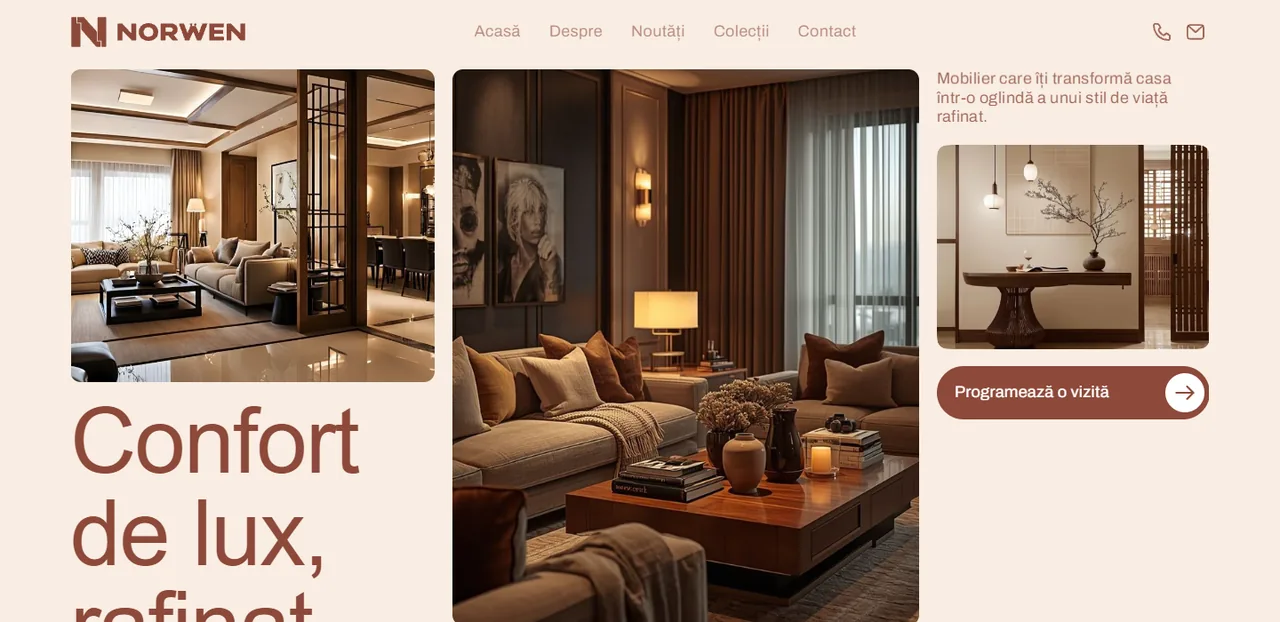 NORWEN
Acasă
Despre
Noutăți
Colecții
Contact
Mobilier care îți transformă casa
într-o oglindă a unui stil de viață
rafinat.
Programează o vizită
Confort
de lux,
rafinat